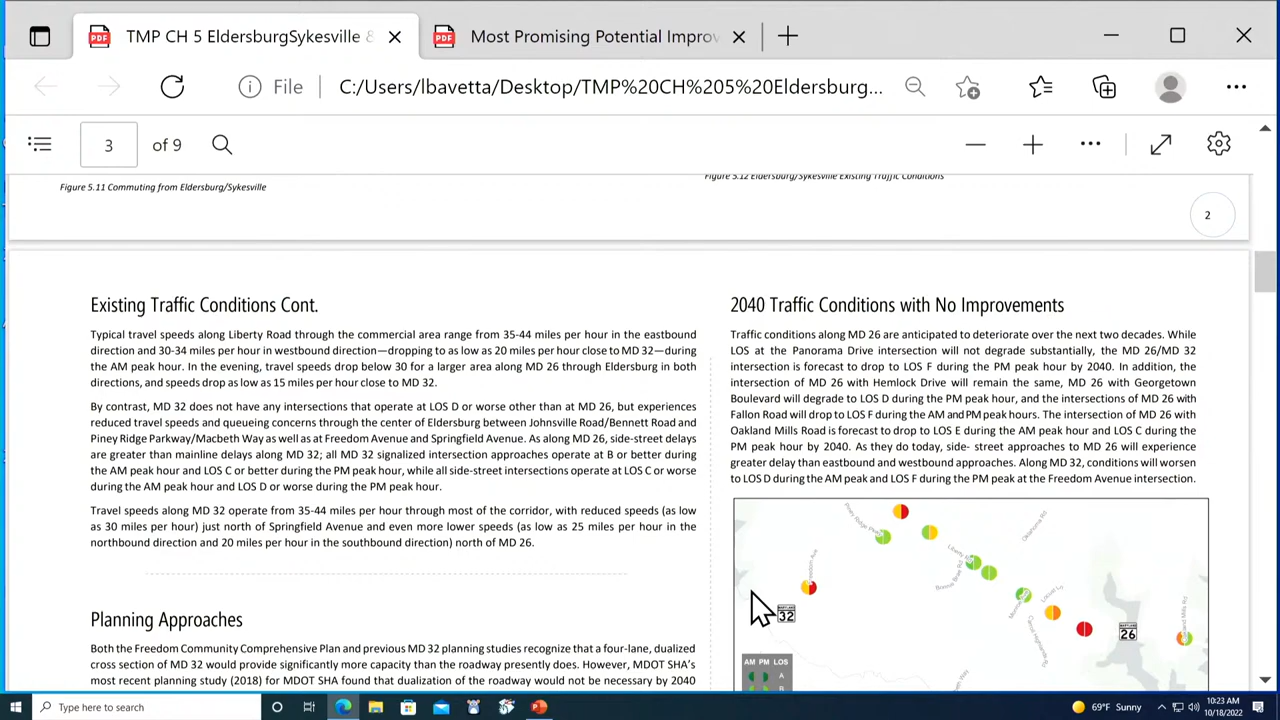 TMP CH 5 EldersburgSykesville &
Most Promising Potential Improv
File
C:/Users/lbavetta/Desktop/TMP%20CH%205%20Eldersburg...
3
of 9
Figure 5.11 Commuting from Eldersburg/Sykesville
Figure 5.12 Eldersburg/Sykesville Existing Traffic Conditions
2
Existing Traffic Conditions Cont.
Typical travel speeds along Liberty Road through the commercial area range from 35-44 miles per hour in the eastbound
direction and 30-34 miles per hour in westbound direction—dropping to as low as 20 miles per hour close to MD 32—during
the AM peak hour. In the evening, travel speeds drop below 30 for a larger area along MD 26 through Eldersburg in both
directions, and speeds drop as low as 15 miles per hour close to MD 32.
By contrast, MD 32 does not have any intersections that operate at LOS D or worse other than at MD 26, but experiences
reduced travel speeds and queueing concerns through the center of Eldersburg between Johnsville Road/Bennett Road and
Piney Ridge Parkway/Macbeth Way as well as at Freedom Avenue and Springfield Avenue. As along MD 26, side-street delays
are greater than mainline delays along MD 32; all MD 32 signalized intersection approaches operate at B or better during
the AM peak hour and LOS C or better during the PM peak hour, while all side-street intersections operate at LOS C or worse
during the AM peak hour and LOS D or worse during the PM peak hour.
Travel speeds along MD 32 operate from 35-44 miles per hour through most of the corridor, with reduced speeds (as low
as 30 miles per hour) just north of Springfield Avenue and even more lower speeds (as low as 25 miles per hour in the
northbound direction and 20 miles per hour in the southbound direction) north of MD 26.
Planning Approaches
Both the Freedom Community Comprehensive Plan and previous MD 32 planning studies recognize that a four-lane, dualized
cross section of MD 32 would provide significantly more capacity than the roadway presently does. However, MDOT SHA's
most recent planning study (2018) for MDOT SHA found that dualization of the roadway would not be necessary by 2040
2040 Traffic Conditions with No Improvements
Traffic conditions along MD 26 are anticipated to deteriorate over the next two decades. While
LOS at the Panorama Drive intersection will not degrade substantially, the MD 26/MD 32
intersection is forecast to drop to LOS F during the PM peak hour by 2040. In addition, the
intersection of MD 26 with Hemlock Drive will remain the same, MD 26 with Georgetown
Boulevard will degrade to LOS D during the PM peak hour, and the intersections of MD 26 with
Fallon Road will drop to LOS F during the AM and PM peak hours. The intersection of MD 26 with
Oakland Mills Road is forecast to drop to LOS E during the AM peak hour and LOS C during the
PM peak hour by 2040. As they do today, side- street approaches to MD 26 will experience
greater delay than eastbound and westbound approaches. Along MD 32, conditions will worsen
to LOS D during the AM peak and LOS F during the PM peak at the Freedom Avenue intersection.
Oklahoma Rd
Liberty Rd
32
26
AM PM LOS
A
Type here to search
69°F Sunny
10:23 AM
10/18/2022